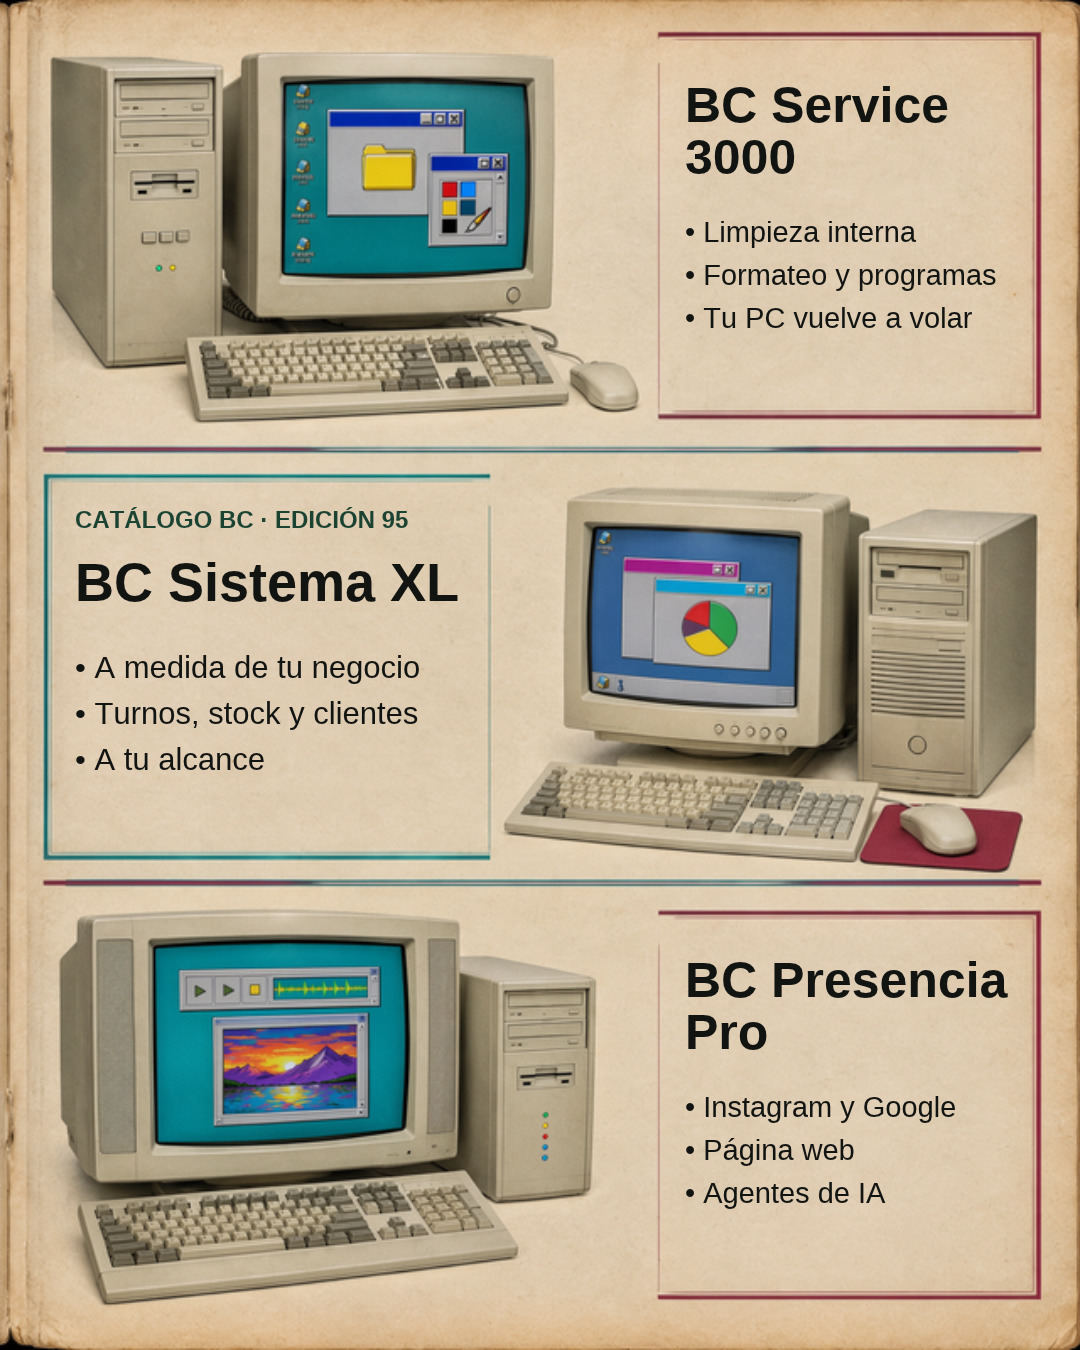 BC Service
3000
• Limpieza interna
• Formateo y programas
• Tu PC vuelve a volar
CATÁLOGO BC · EDICIÓN 95
BC Sistema XL
• A medida de tu negocio
• Turnos, stock y clientes
• A tu alcance
BC Presencia
Pro
• Instagram y Google
• Página web
• Agentes de IA